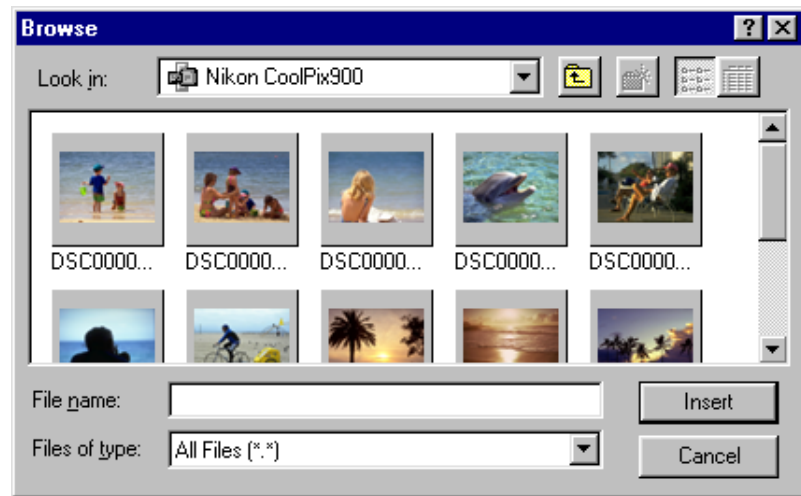 Browse
Look in: Nikon CoolPix900
DSC0000... DSC0000... DSC0000... DSC0000... DSC0000...
File name:
Insert
Files of type: All Files (*.*)
Cancel